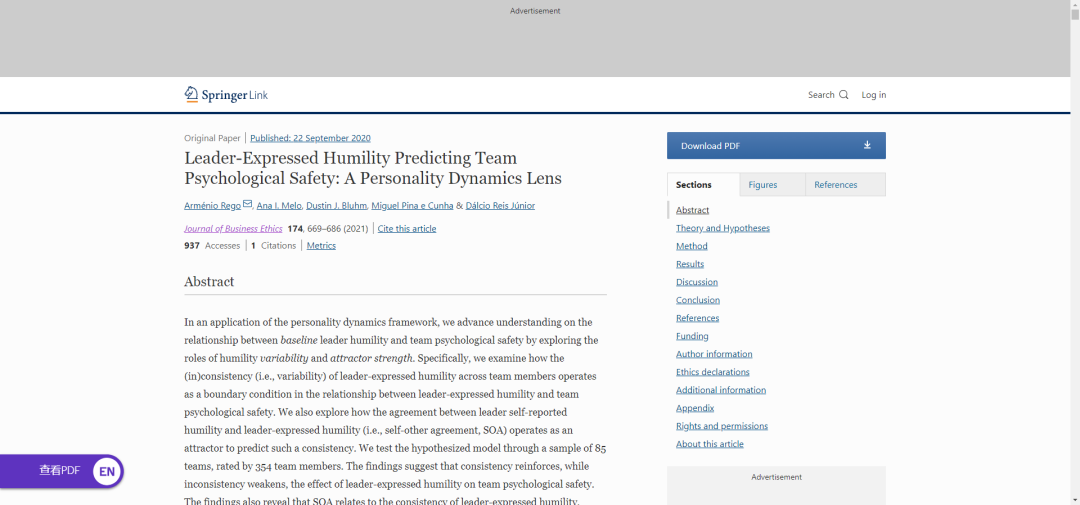 Advertisement
Springer Link
Search
Log in
Original Paper | Published: 22 September 2020
Leader-Expressed Humility Predicting Team
Psychological Safety: A Personality Dynamics Lens
Arménio Rego, Ana I. Melo, Dustin J. Bluhm, Miguel Pina e Cunha & Dálcio Reis Júnior
Journal of Business Ethics 174, 669–686 (2021) | Cite this article
937 Accesses | 1 Citations | Metrics
Abstract
In an application of the personality dynamics framework, we advance understanding on the
relationship between baseline leader humility and team psychological safety by exploring the
roles of humility variability and attractor strength. Specifically, we examine how the
(in)consistency (i.e., variability) of leader-expressed humility across team members operates
as a boundary condition in the relationship between leader-expressed humility and team
psychological safety. We also explore how the agreement between leader self-reported
humility and leader-expressed humility (i.e., self-other agreement, SOA) operates as an
attractor to predict such a consistency. We test the hypothesized model through a sample of 85
teams, rated by 354 team members. The findings suggest that consistency reinforces, while
inconsistency weakens, the effect of leader-expressed humility on team psychological safety.
The findings also reveal that SOA relates to the consistency of leader-expressed humility.
Download PDF
Sections
Figures
References
Abstract
Theory and Hypotheses
Method
Results
Discussion
Conclusion
References
Funding
Author information
Ethics declarations
Additional information
Appendix
Rights and permissions
About this article
Advertisement
查看PDF
EN